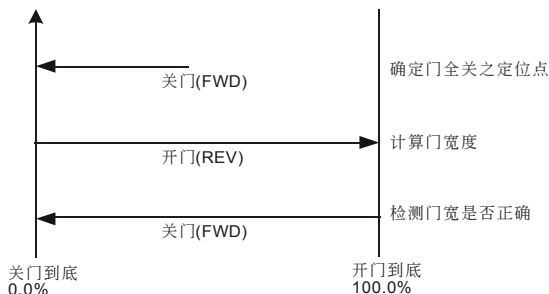 关门(FWD)
确定门全关之定位点
开门(REV)
计算门宽度
关门(FWD)
检测门宽是否正确
关门到底
0.0%
开门到底
100.0%